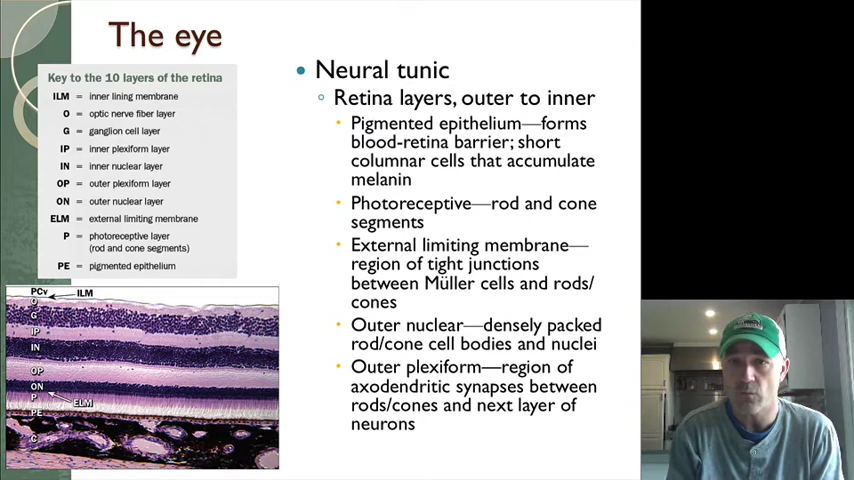 The eye
Key to the 10 layers of the retina
ILM = inner lining membrane
O = optic nerve fiber layer
G = ganglion cell layer
IP = inner plexiform layer
IN = inner nuclear layer
OP = outer plexiform layer
ON = outer nuclear layer
ELM = external limiting membrane
P = photoreceptive layer
(rod and cone segments)
PE = pigmented epithelium
PCv
ILM
O
G
IP
IN
OP
ON
P
ELM
PE
C
• Neural tunic
○ Retina layers, outer to inner
• Pigmented epithelium—forms
blood-retina barrier; short
columnar cells that accumulate
melanin
• Photoreceptive—rod and cone
segments
• External limiting membrane—
region of tight junctions
between Müller cells and rods/
cones
• Outer nuclear—densely packed
rod/cone cell bodies and nuclei
• Outer plexiform—region of
axodendritic synapses between
rods/cones and next layer of
neurons